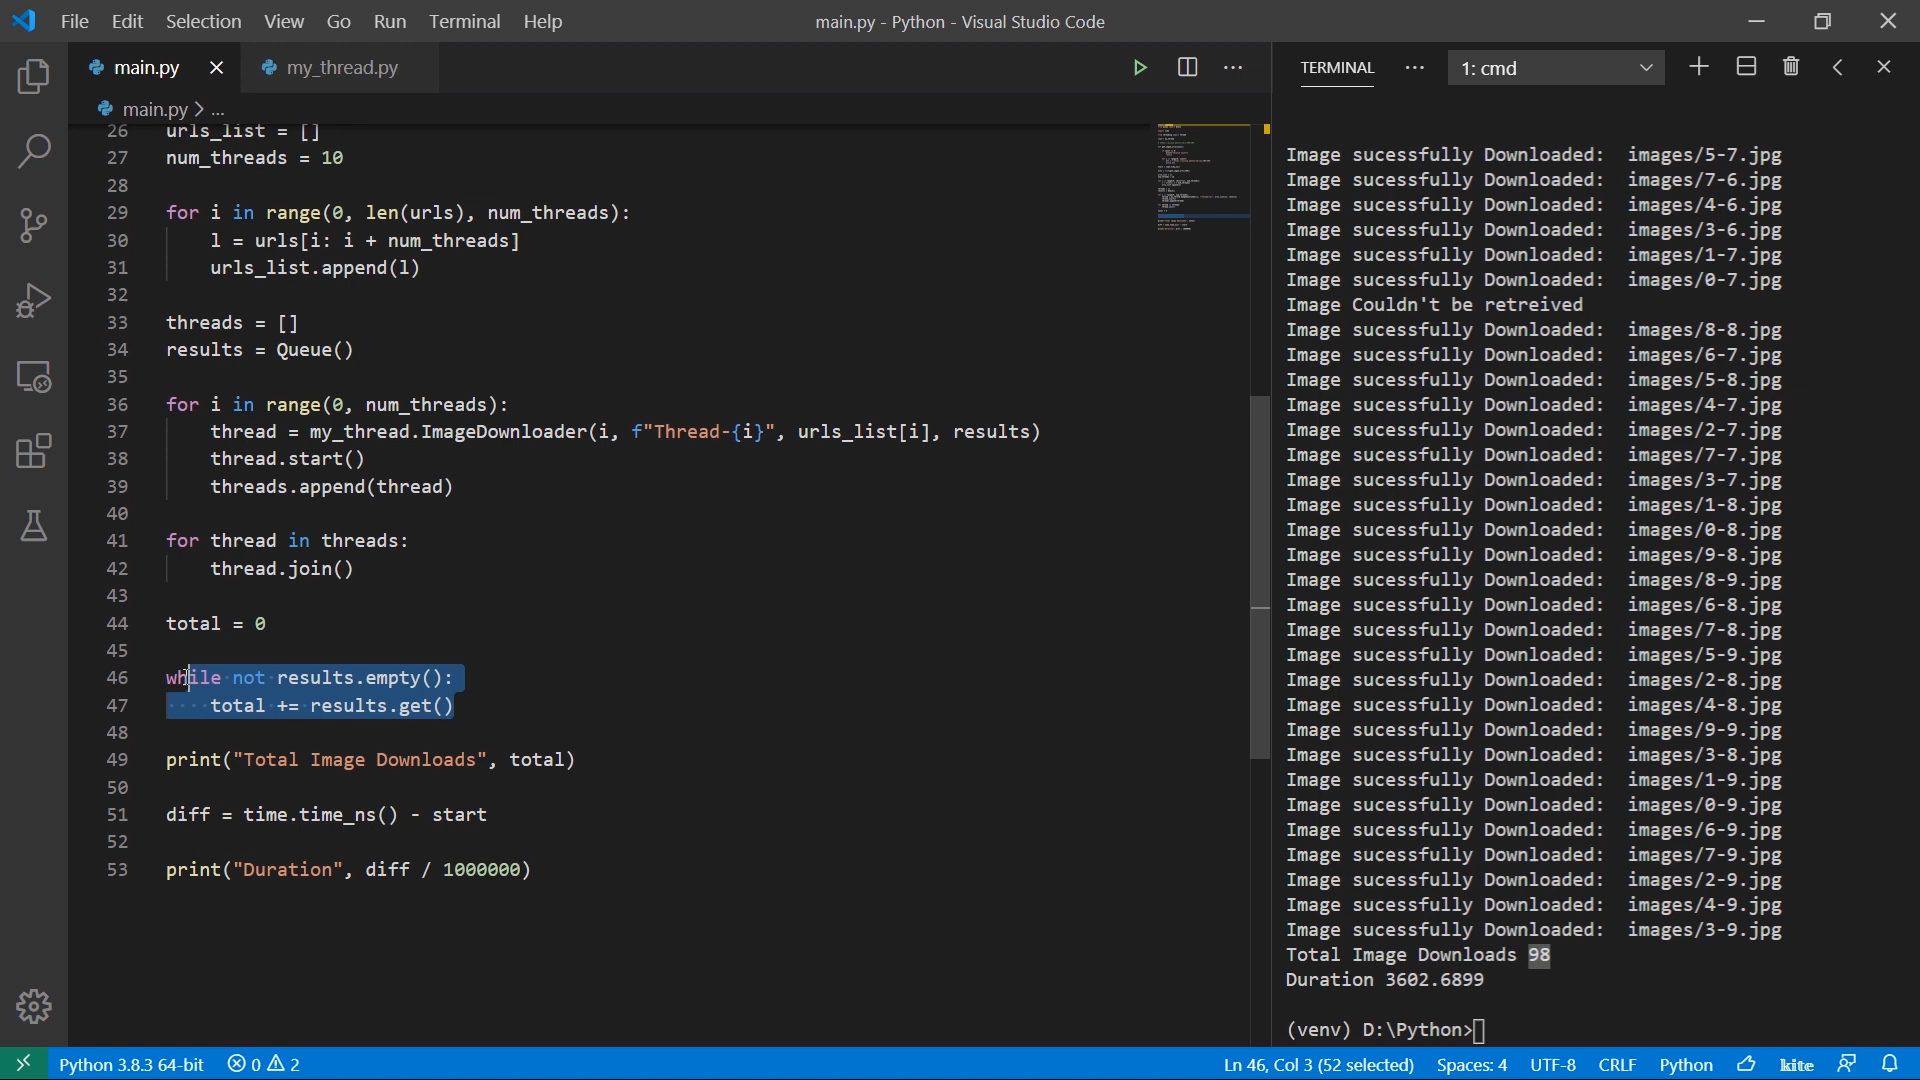 File Edit Selection View Go Run Terminal Help
main.py - Python - Visual Studio Code
main.py
my_thread.py
main.py > ...
26 urls_list = []
27 num_threads = 10
28
29 for i in range(0, len(urls), num_threads):
30 l = urls[i: i + num_threads]
31 urls_list.append(l)
32
33 threads = []
34 results = Queue()
35
36 for i in range(0, num_threads):
37 thread = my_thread.ImageDownloader(i, f"Thread-{i}", urls_list[i], results)
38 thread.start()
39 threads.append(thread)
40
41 for thread in threads:
42 thread.join()
43
44 total = 0
45
46 while not results.empty():
47 total += results.get()
48
49 print("Total Image Downloads", total)
50
51 diff = time.time_ns() - start
52
53 print("Duration", diff / 1000000)
TERMINAL ... 1: cmd
Image sucessfully Downloaded: images/5-7.jpg
Image sucessfully Downloaded: images/7-6.jpg
Image sucessfully Downloaded: images/4-6.jpg
Image sucessfully Downloaded: images/3-6.jpg
Image sucessfully Downloaded: images/1-7.jpg
Image sucessfully Downloaded: images/0-7.jpg
Image Couldn't be retreived
Image sucessfully Downloaded: images/8-8.jpg
Image sucessfully Downloaded: images/6-7.jpg
Image sucessfully Downloaded: images/5-8.jpg
Image sucessfully Downloaded: images/4-7.jpg
Image sucessfully Downloaded: images/2-7.jpg
Image sucessfully Downloaded: images/7-7.jpg
Image sucessfully Downloaded: images/3-7.jpg
Image sucessfully Downloaded: images/1-8.jpg
Image sucessfully Downloaded: images/0-8.jpg
Image sucessfully Downloaded: images/9-8.jpg
Image sucessfully Downloaded: images/8-9.jpg
Image sucessfully Downloaded: images/6-8.jpg
Image sucessfully Downloaded: images/7-8.jpg
Image sucessfully Downloaded: images/5-9.jpg
Image sucessfully Downloaded: images/2-8.jpg
Image sucessfully Downloaded: images/4-8.jpg
Image sucessfully Downloaded: images/9-9.jpg
Image sucessfully Downloaded: images/3-8.jpg
Image sucessfully Downloaded: images/1-9.jpg
Image sucessfully Downloaded: images/0-9.jpg
Image sucessfully Downloaded: images/6-9.jpg
Image sucessfully Downloaded: images/7-9.jpg
Image sucessfully Downloaded: images/2-9.jpg
Image sucessfully Downloaded: images/4-9.jpg
Image sucessfully Downloaded: images/3-9.jpg
Total Image Downloads 98
Duration 3602.6899
(venv) D:\Python>
Python 3.8.3 64-bit 0 2
Ln 46, Col 3 (52 selected) Spaces: 4 UTF-8 CRLF Python kite